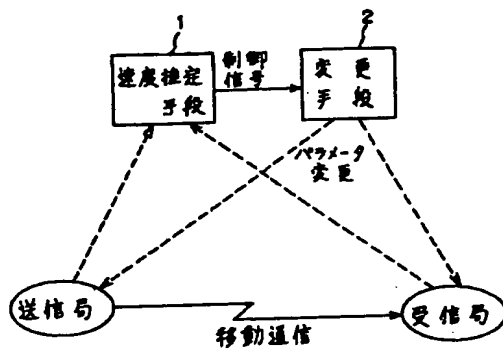 1
2
速度推定
手段
制御
信号
変更
手段
パラメータ
変更
送信局
受信局
移動通信